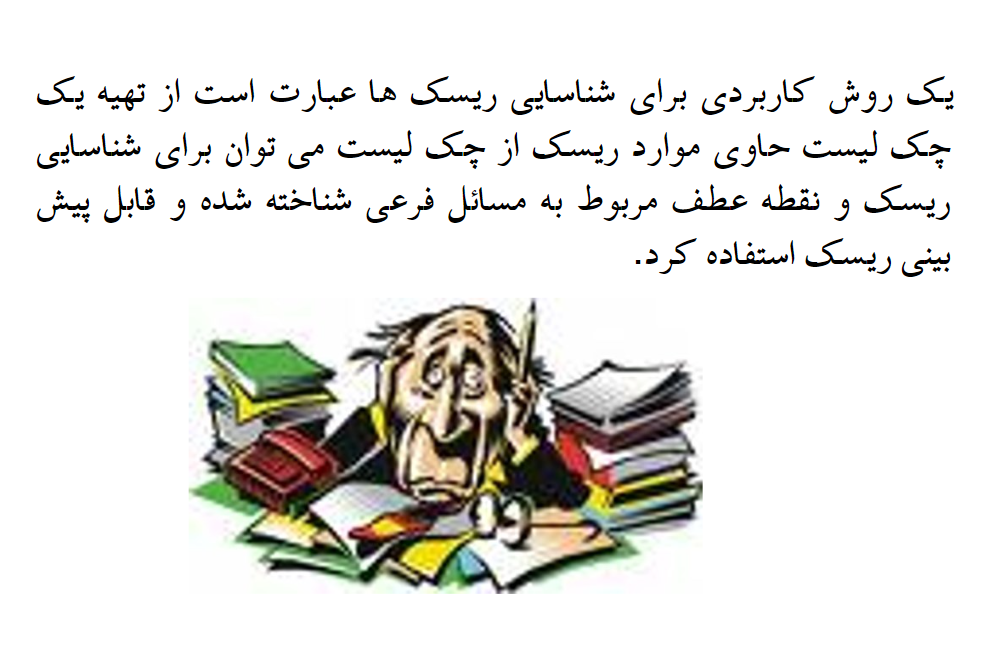 یک روش کاربردی برای شناسایی ریسک ها عبارت است از تهیه یک
چک لیست حاوی موارد ریسک از چک لیست می توان برای شناسایی
ریسک و نقطه عطف مربوط به مسائل فرعی شناخته شده و قابل پیش
بینی ریسک استفاده کرد.